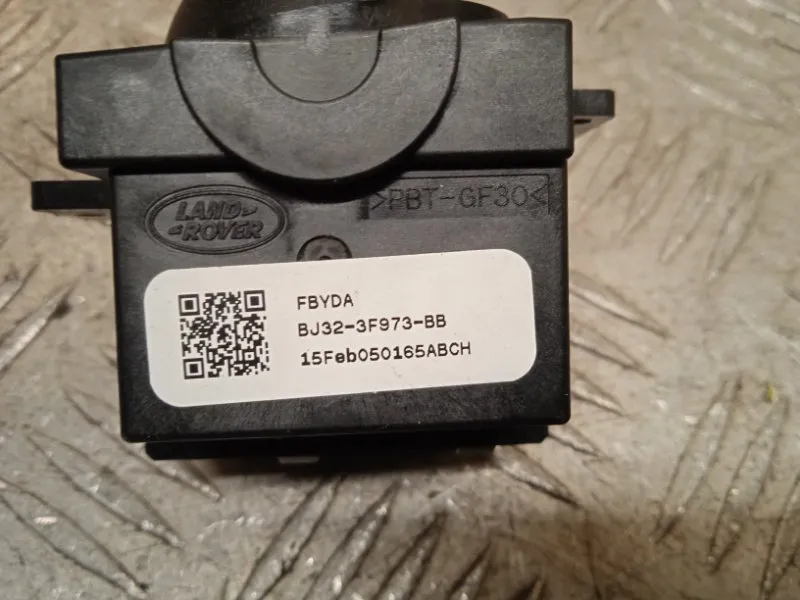 LAND
ROVER
>PBT-GF30<
FBYDA
BJ32-3F973-BB
15Feb050165ABCH